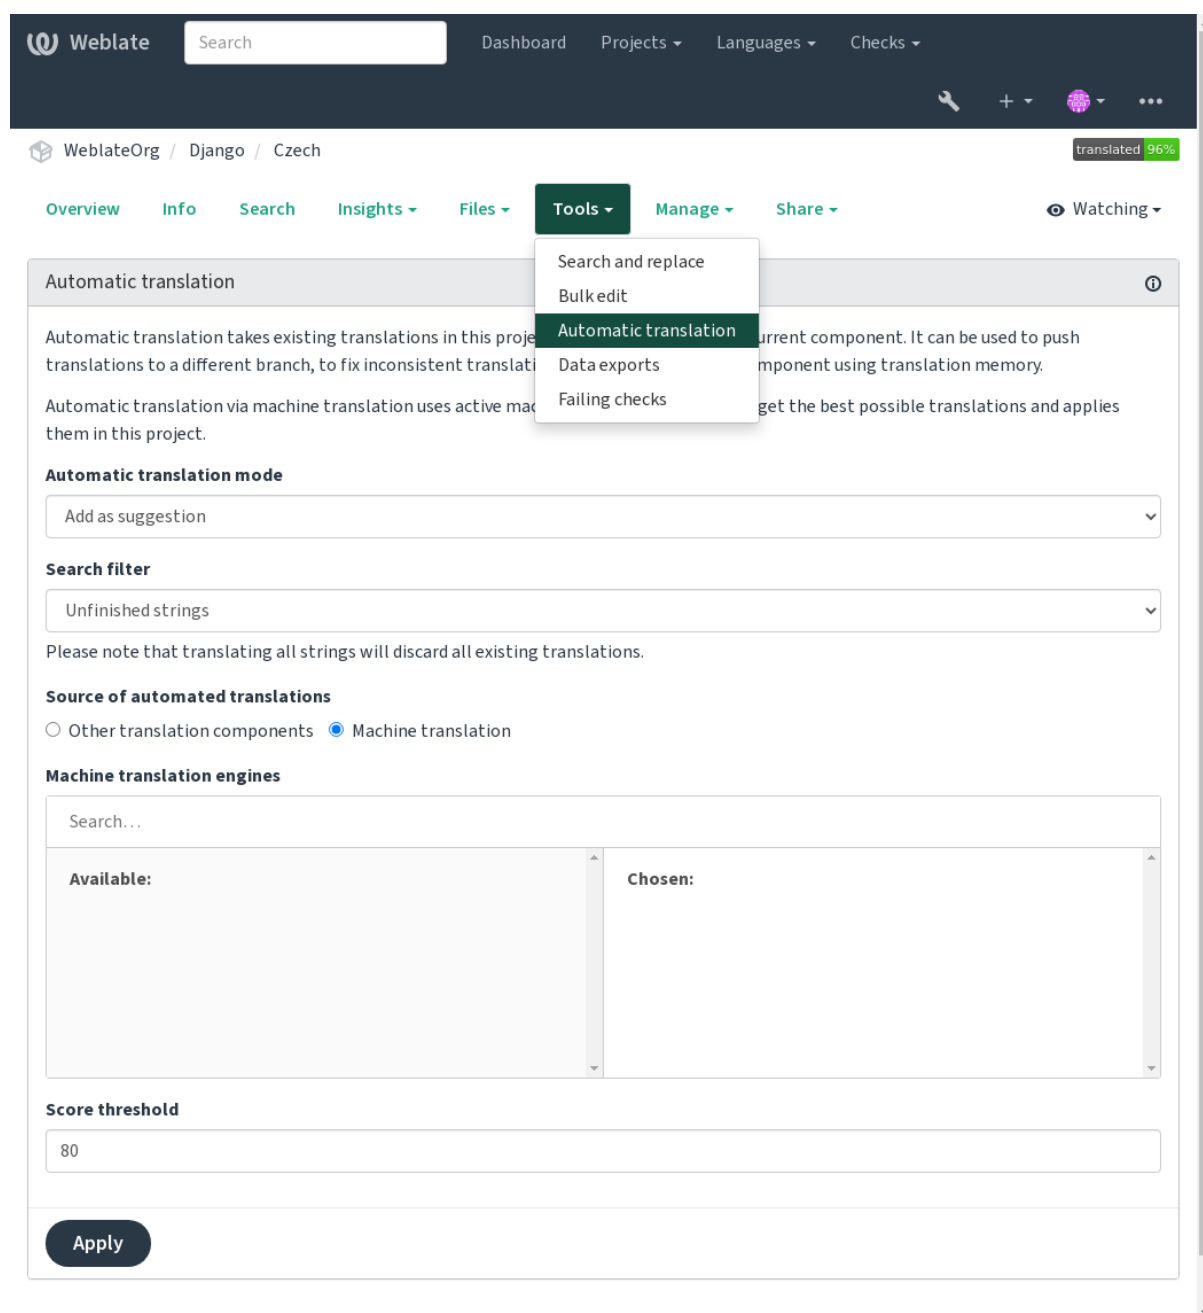 Weblate
Search
Dashboard Projects Languages Checks
WeblateOrg / Django / Czech
translated 96%
Overview Info Search Insights Files Tools Manage Share Watching
Search and replace
Bulk edit
Automatic translation
Data exports
Failing checks
Automatic translation
Automatic translation takes existing translations in this urrent component. It can be used to push
translations to a different branch, to fix inconsistent mponent using translation memory.
Automatic translation via machine translation uses active get the best possible translations and applies
them in this project.
Automatic translation mode
Add as suggestion
Search filter
Unfinished strings
Please note that translating all strings will discard all existing translations.
Source of automated translations
Other translation components Machine translation
Machine translation engines
Search...
Available: Chosen:
Score threshold
80
Apply